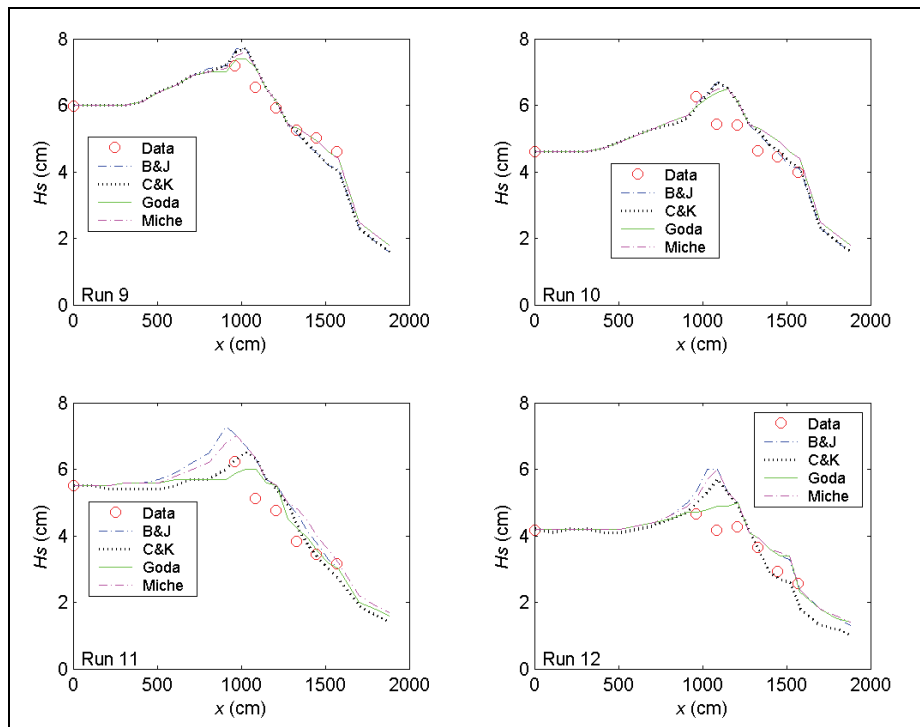 8
6
4
2
0
Hs (cm)
Data
B&J
C&K
Goda
Miche
Run 9
0
500
1000
1500
2000
x (cm)
8
6
4
2
0
Hs (cm)
Data
B&J
C&K
Goda
Miche
Run 10
0
500
1000
1500
2000
x (cm)
8
6
4
2
0
Hs (cm)
Data
B&J
C&K
Goda
Miche
Run 11
0
500
1000
1500
2000
x (cm)
8
6
4
2
0
Hs (cm)
Data
B&J
C&K
Goda
Miche
Run 12
0
500
1000
1500
2000
x (cm)